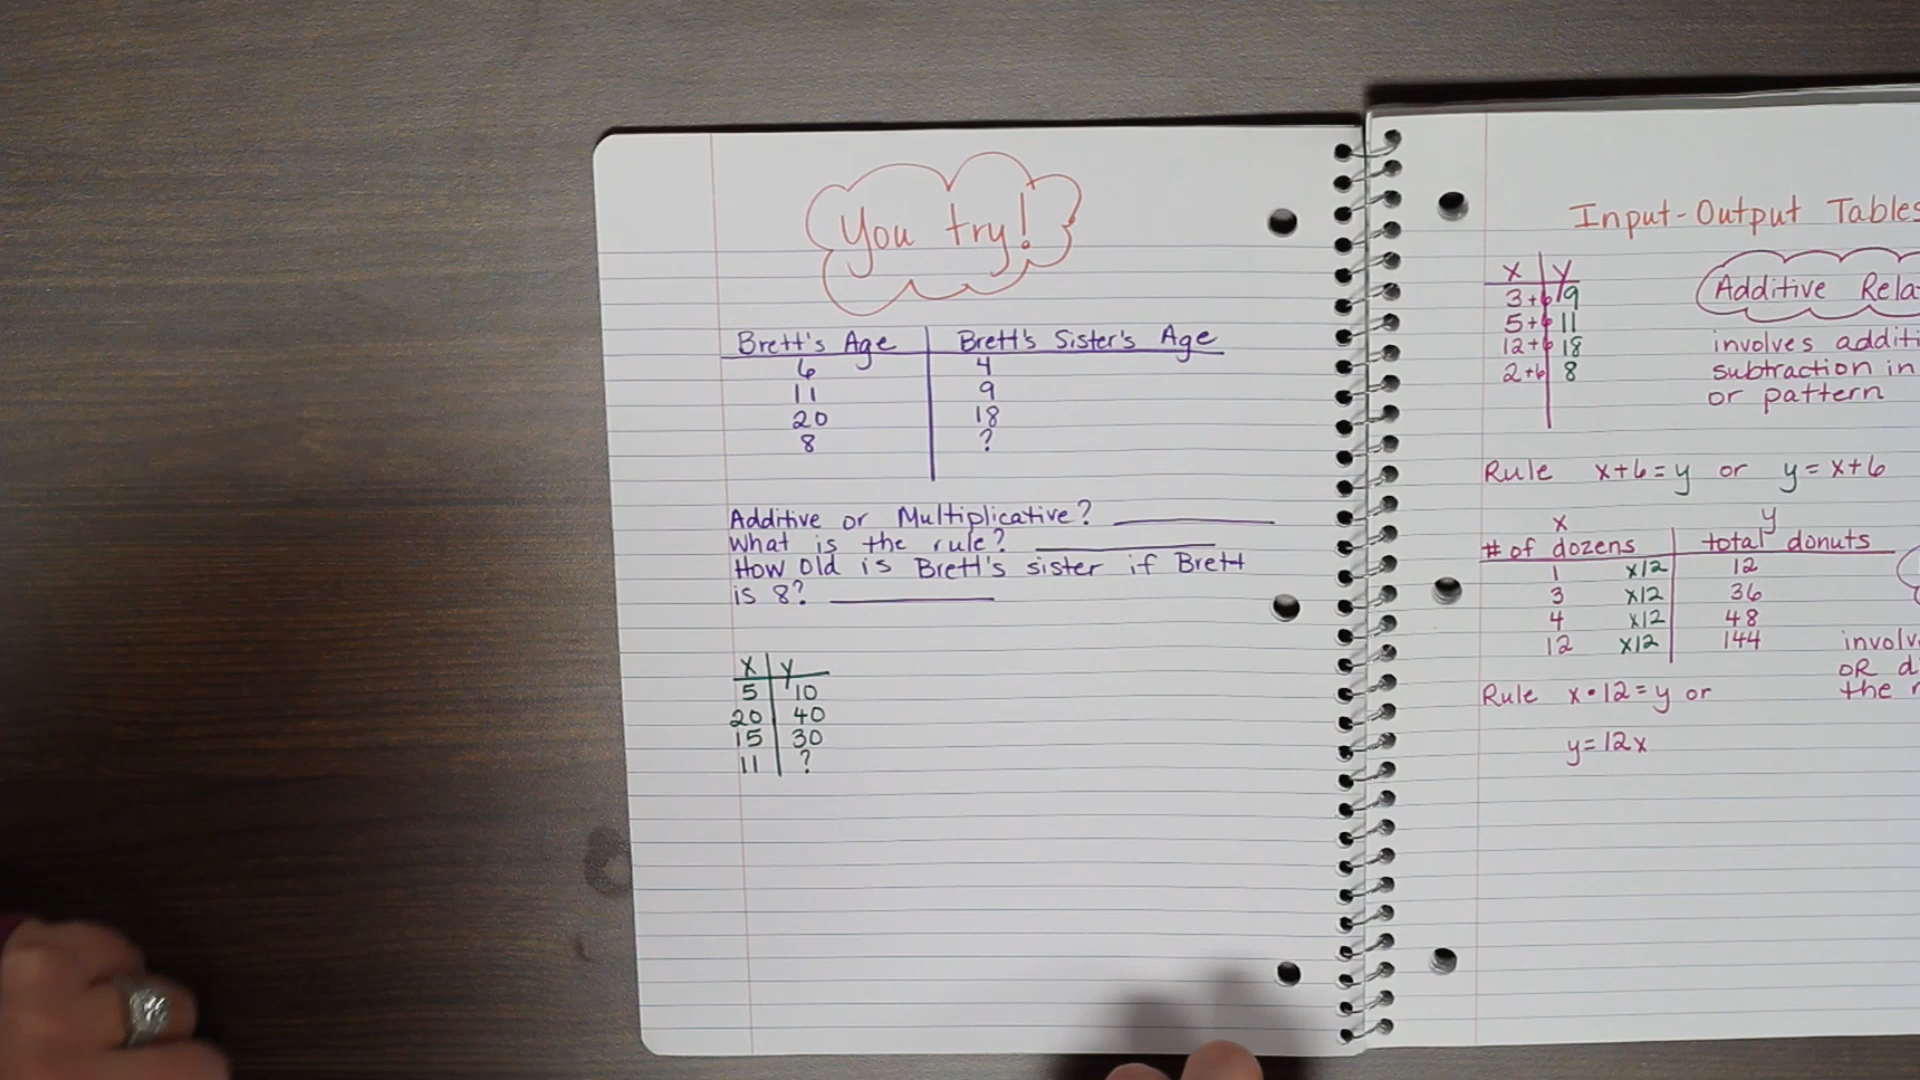 You try!
Brett's Age Brett's Sister's Age
6 4
11 9
20 18
8 ?
Additive or Multiplicative?
What is the rule?
How old is Brett's sister if Brett
is 8?
x y
5 10
20 40
15 30
11 ?
Input-Output Tables
x y
3+6 9
5+6 11
12+6 18
2+6 8
Additive
involves
subtraction in
or pattern
Rule x+6=y or y=x+6
x y
# of dozens total donuts
1 x12 12
3 x12 36
4 x12 48
12 x12 144
OR
the
Rule x•12=y or
y=12x